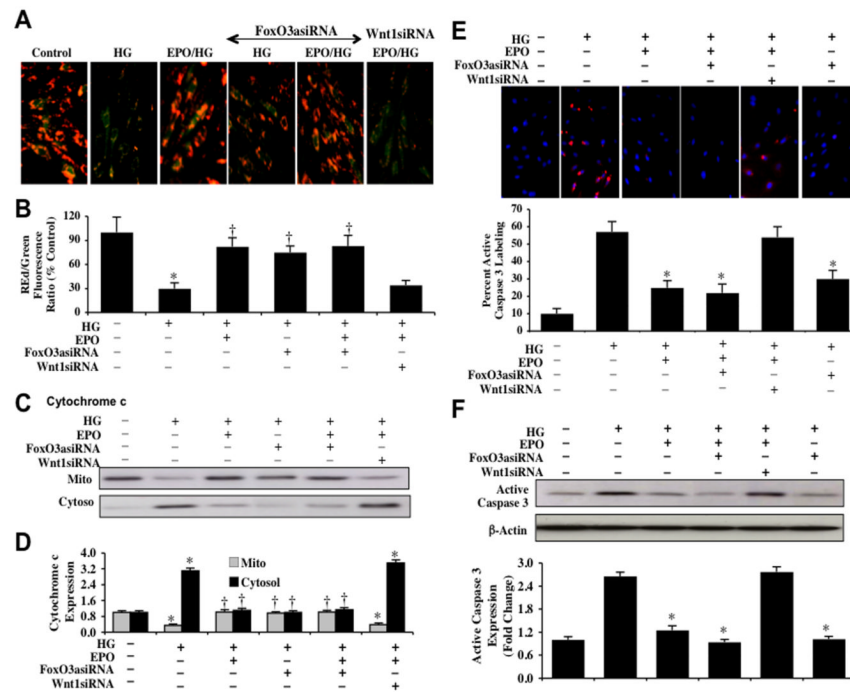 A
FoxO3asiRNA Wnt1siRNA
Control HG EPO/HG HG EPO/HG EPO/HG
B
REd/Green
Fluorescence
Ratio (% Control)
120
90
60
30
0
* † † †
HG – + + + + +
EPO – – + – + +
FoxO3asiRNA – – – + + –
Wnt1siRNA – – – – – +
C Cytochrome c
HG – + + + + +
EPO – – + – + +
FoxO3asiRNA – – – + + –
Wnt1siRNA – – – – – +
Mito
Cytoso
D
Cytochrome c
Expression
4.0
3.2
2.4
1.6
0.8
0.0
Mito
Cytosol
* * † † † † † † * *
HG – + + + + +
EPO – – + – + +
FoxO3asiRNA – – – + + –
Wnt1siRNA – – – – – +
E
HG – + + + + +
EPO – – + + + –
FoxO3asiRNA – – – + – +
Wnt1siRNA – – – – + –
Percent Active
Caspase 3 Labeling
70
60
50
40
30
20
10
0
* * *
HG – + + + + +
EPO – – + + + –
FoxO3asiRNA – – – + – +
Wnt1siRNA – – – – + –
F
HG – + + + + +
EPO – – + + + –
FoxO3asiRNA – – – + – +
Wnt1siRNA – – – – + –
Active
Caspase 3
β-Actin
Active Caspase 3
Expression
(Fold Change)
3.0
2.4
1.8
1.2
0.6
0.0
* * *